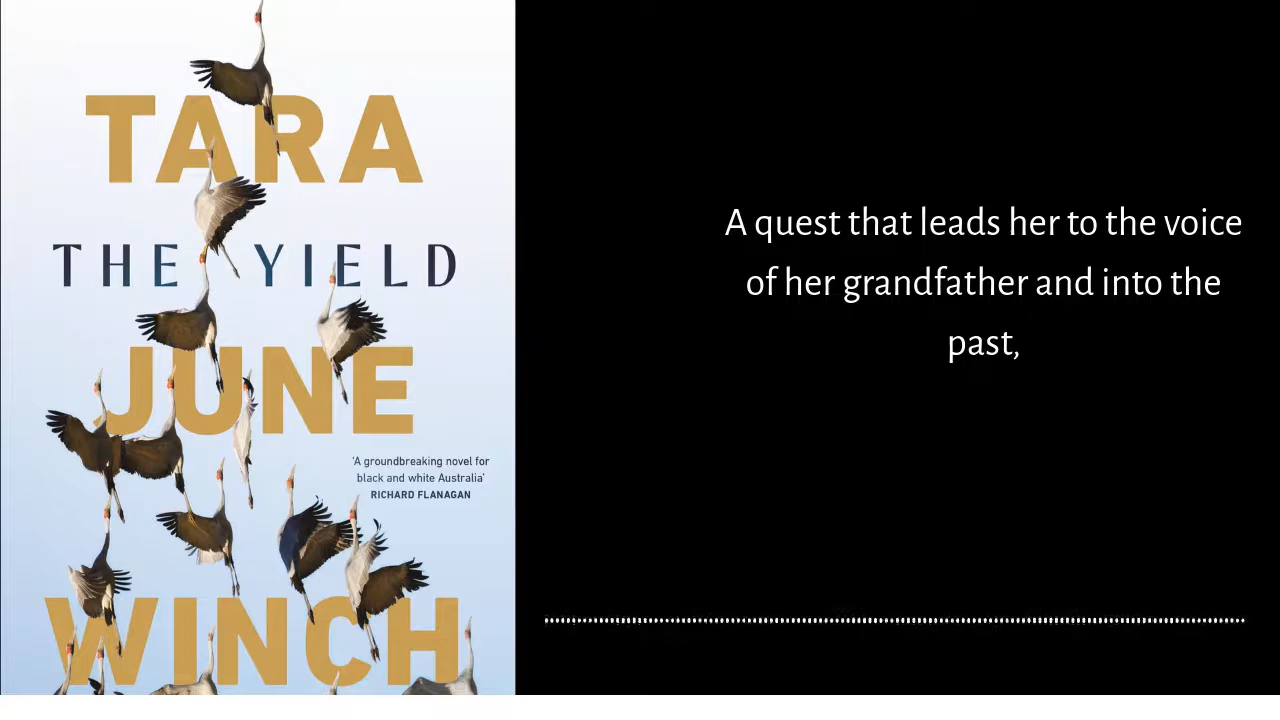 TARA
THE YIELD
JUNE
'A groundbreaking novel for
black and white Australia'
RICHARD FLANAGAN
WINCH
A quest that leads her to the voice
of her grandfather and into the
past,